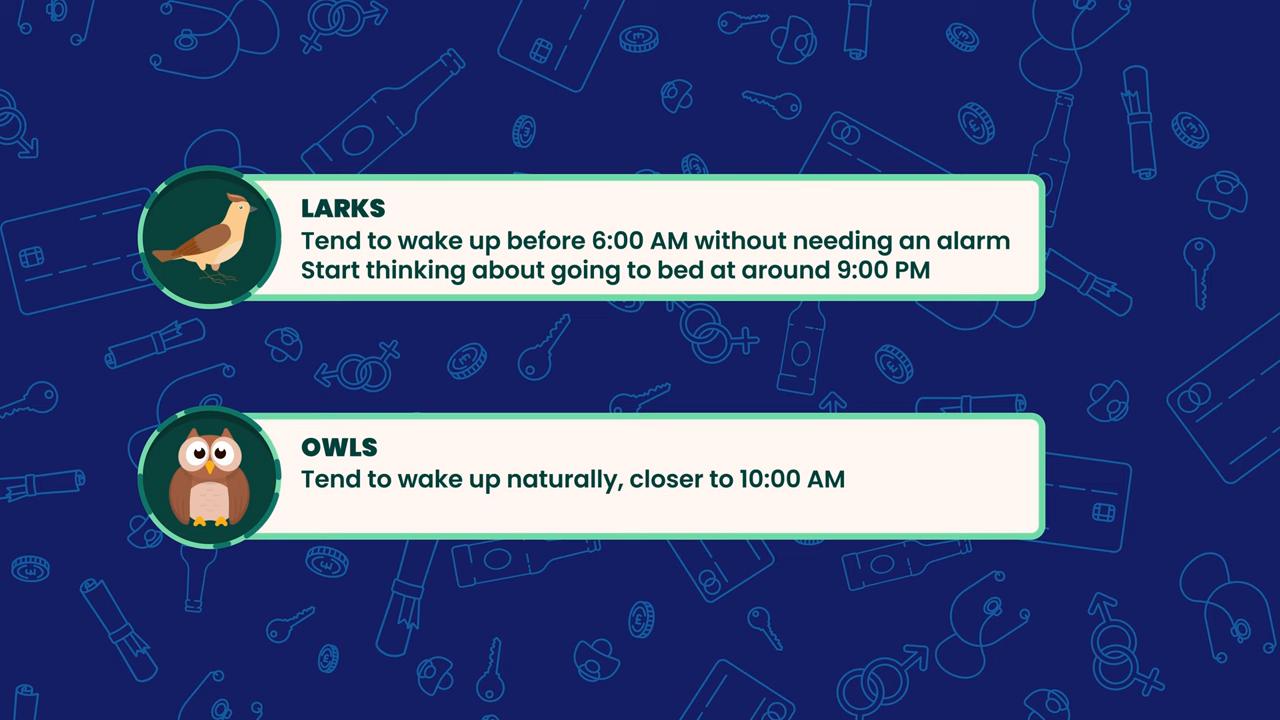 LARKS
Tend to wake up before 6:00 AM without needing an alarm
Start thinking about going to bed at around 9:00 PM
OWLS
Tend to wake up naturally, closer to 10:00 AM